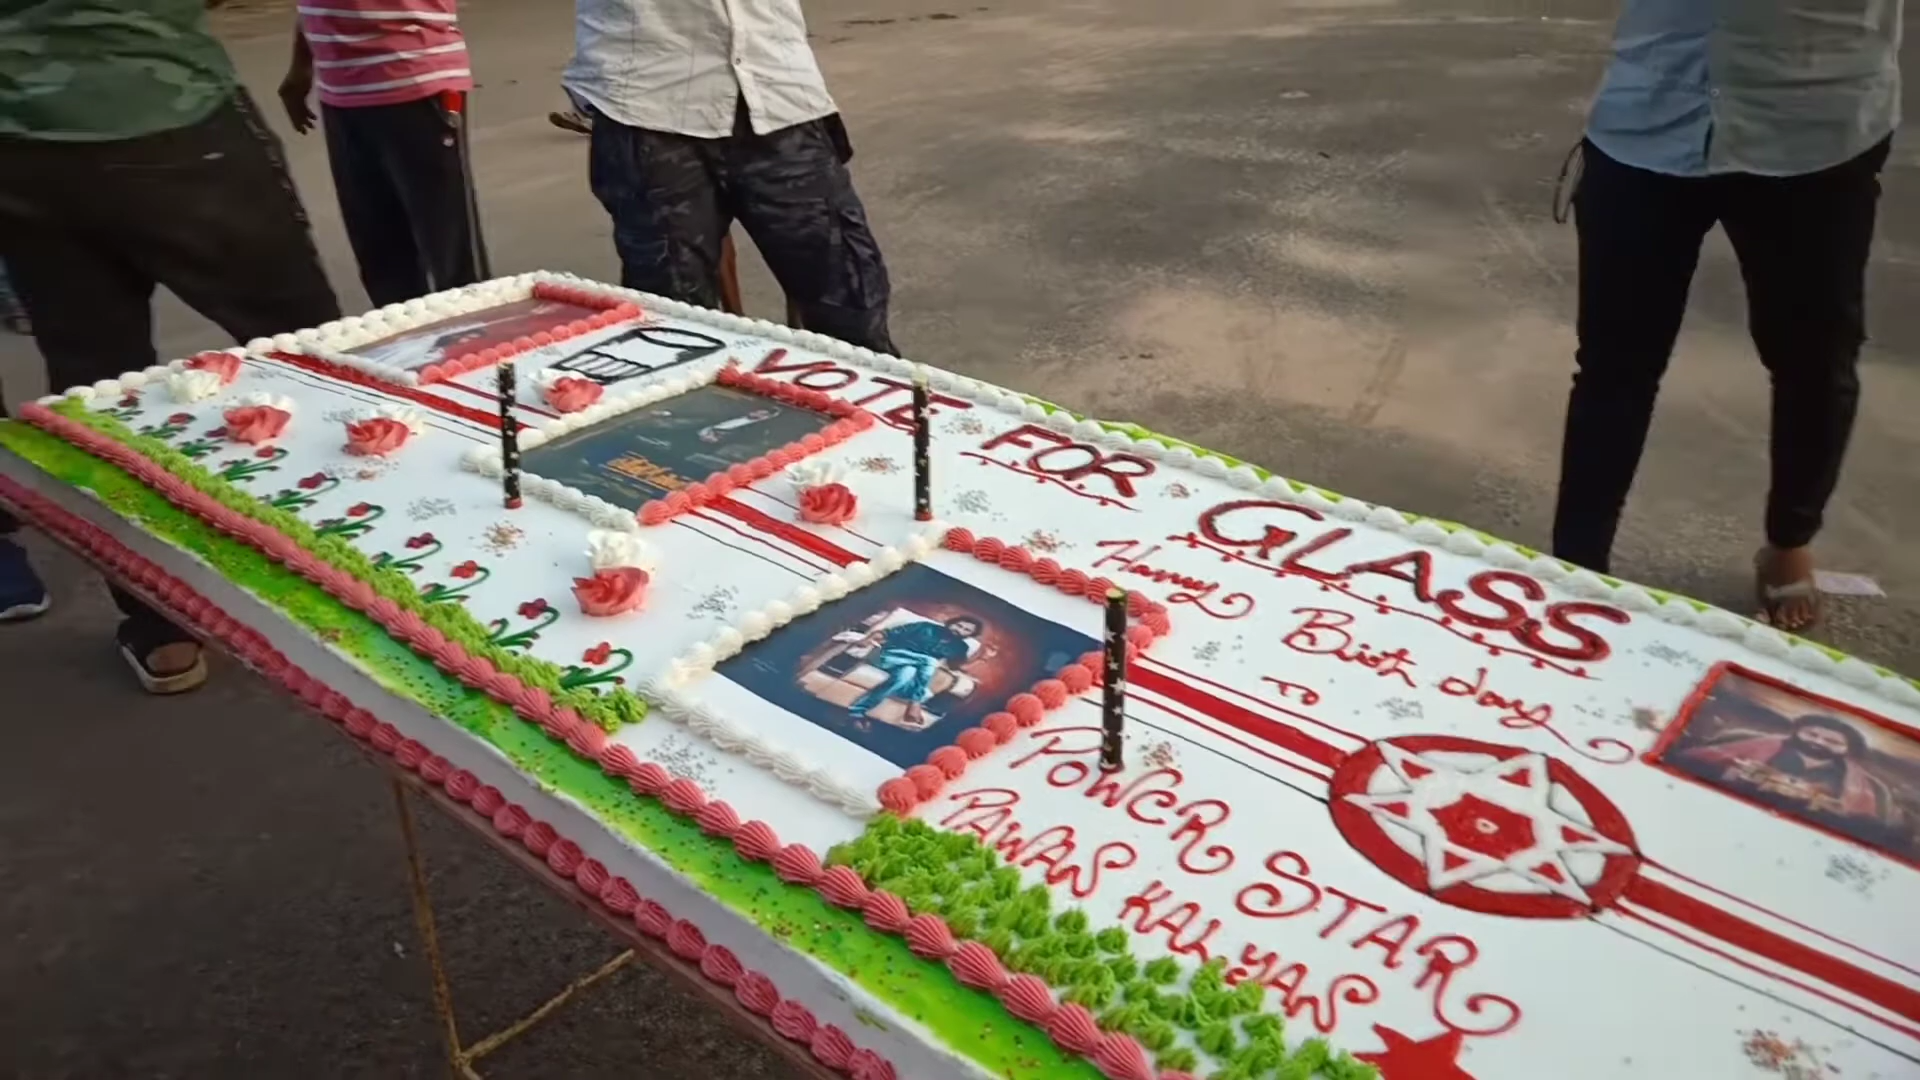 VOTE FOR GLASS
Happy Birth day
TO
POWER STAR
PAWAN KALYAN